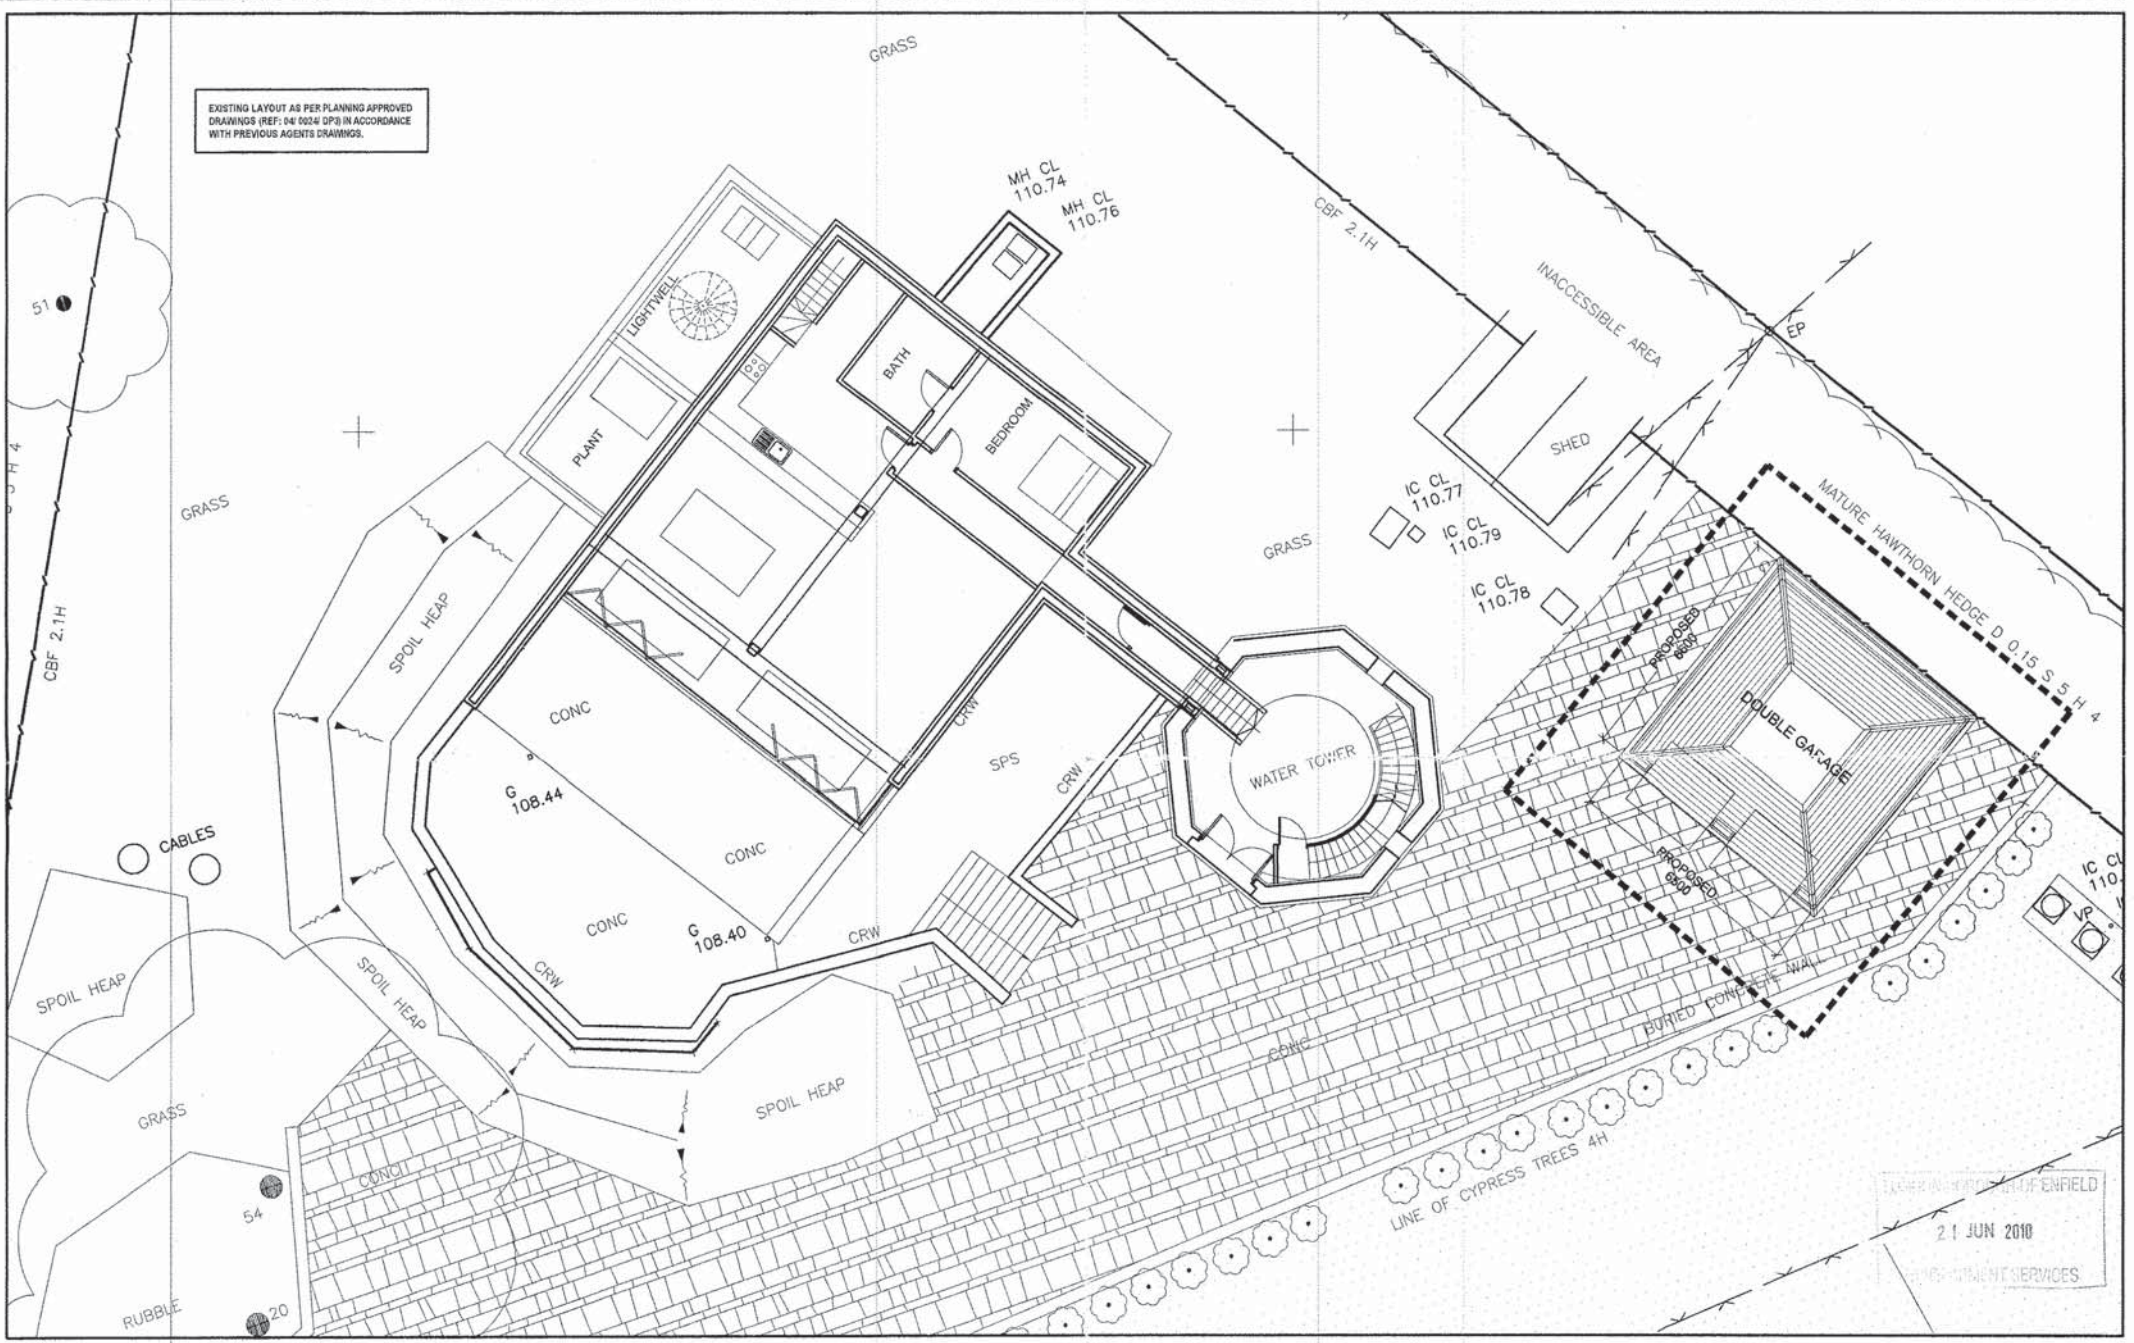 GRASS
EXISTING LAYOUT AS PER PLANNING APPROVED
DRAWINGS (REF: 04/ 0024/ DP3) IN ACCORDANCE
WITH PREVIOUS AGENTS DRAWINGS.
MH CL
110.74
MH CL
110.76
CBF 2.1H
INACCESSIBLE AREA
EP
51
LIGHTWELL
BATH
BEDROOM
PLANT
SHED
GRASS
IC CL
110.77
IC CL
110.79
GRASS
IC CL
110.78
MATURE HAWTHORN HEDGE D 0.15 S 5 H 4
CBF 2.1H
SPOIL HEAP
PROPOSED
6600
CONC
CRW
SPS
CRW
WATER TOWER
DOUBLE GARAGE
G
108.44
CABLES
CONC
PROPOSED
6500
IC CL
110.
VP
CONC
G
108.40
CRW
CRW
SPOIL HEAP
SPOIL HEAP
BURIED CONCRETE WALL
CONC
SPOIL HEAP
GRASS
CONC
LINE OF CYPRESS TREES 4H
54
RUBBLE
20
OF ENFIELD
21 JUN 2010
SERVICES